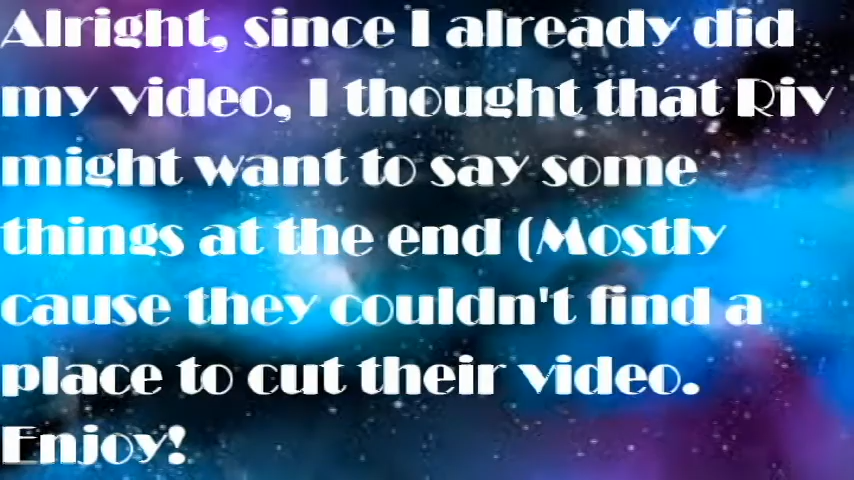 Alright, since I already did
my video, I thought that Riv
might want to say some
things at the end (Mostly
cause they couldn't find a
place to cut their video.
Enjoy!